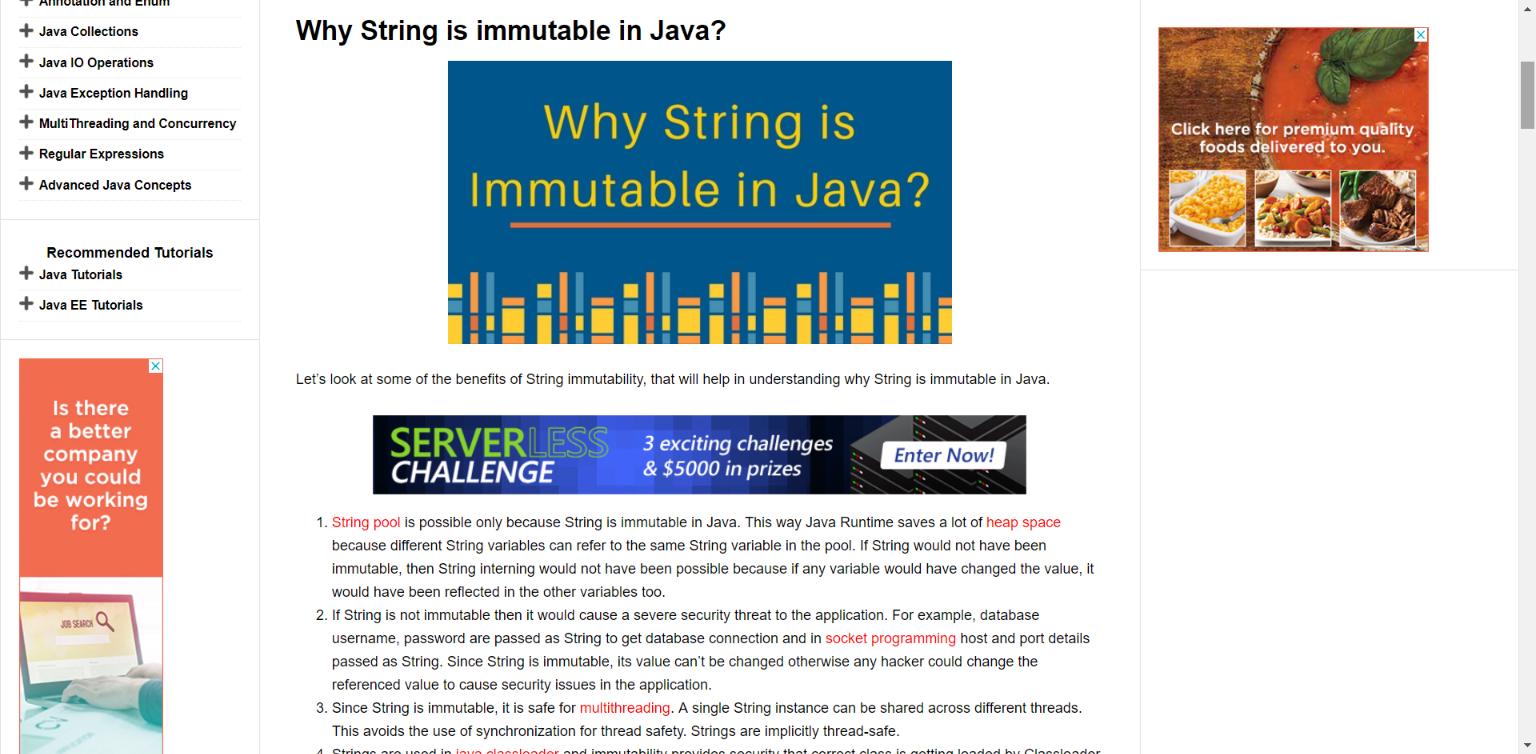 Annotation and Enum
Java Collections
Java IO Operations
Java Exception Handling
MultiThreading and Concurrency
Regular Expressions
Advanced Java Concepts
Recommended Tutorials
Java Tutorials
Java EE Tutorials
Is there
a better
company
you could
be working
for?
JOB SEARCH
Why String is immutable in Java?
Why String is
Immutable in Java?
Let’s look at some of the benefits of String immutability, that will help in understanding why String is immutable in Java.
SERVERLESS
CHALLENGE
3 exciting challenges
& $5000 in prizes
Enter Now!
1. String pool is possible only because String is immutable in Java. This way Java Runtime saves a lot of heap space
because different String variables can refer to the same String variable in the pool. If String would not have been
immutable, then String interning would not have been possible because if any variable would have changed the value, it
would have been reflected in the other variables too.
2. If String is not immutable then it would cause a severe security threat to the application. For example, database
username, password are passed as String to get database connection and in socket programming host and port details
passed as String. Since String is immutable, its value can’t be changed otherwise any hacker could change the
referenced value to cause security issues in the application.
3. Since String is immutable, it is safe for multithreading. A single String instance can be shared across different threads.
This avoids the use of synchronization for thread safety. Strings are implicitly thread-safe.
4. Strings are used in java classloader and immutability provides security that correct class is getting loaded by Classloader.
Click here for premium quality
foods delivered to you.